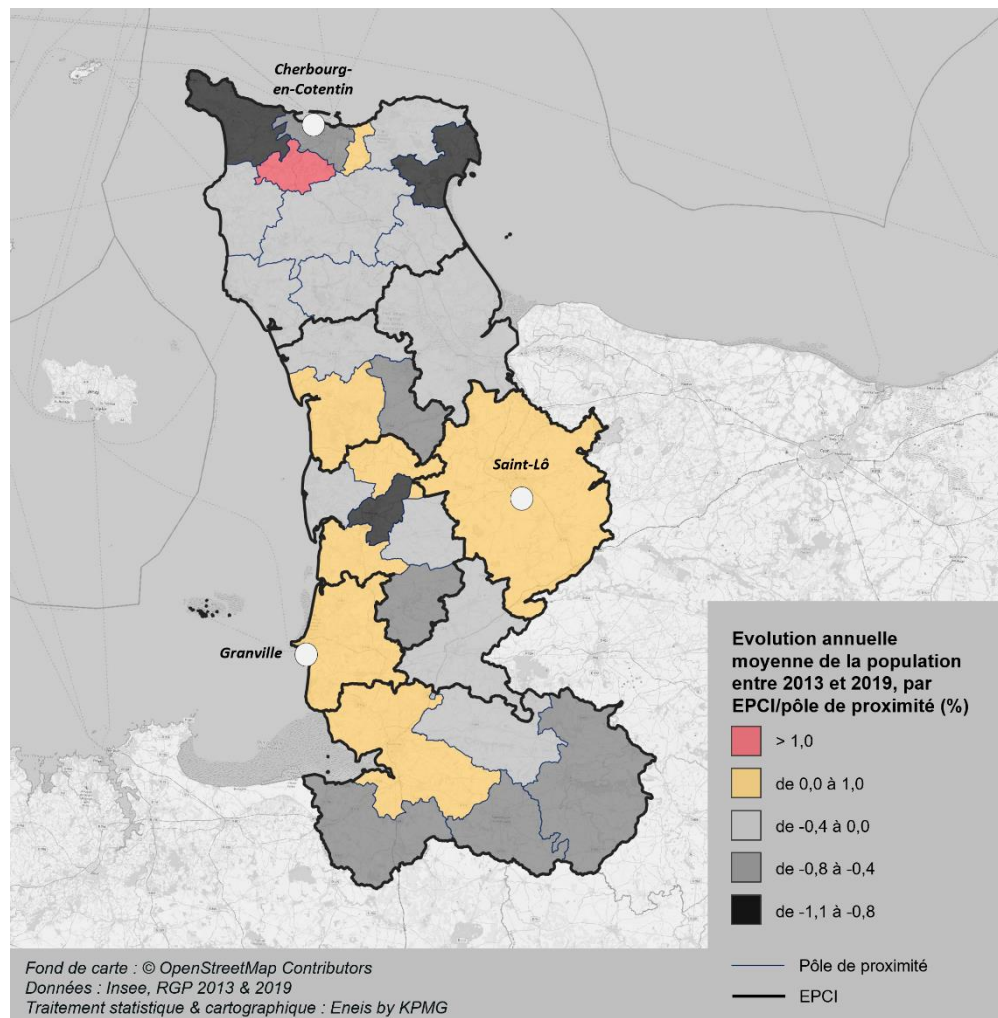 Cherbourg-
en-Cotentin
Saint-Lô
Granville
Evolution annuelle
moyenne de la population
entre 2013 et 2019, par
EPCI/pôle de proximité (%)
> 1,0
de 0,0 à 1,0
de -0,4 à 0,0
de -0,8 à -0,4
de -1,1 à -0,8
Pôle de proximité
EPCI
Fond de carte : © OpenStreetMap Contributors
Données : Insee, RGP 2013 & 2019
Traitement statistique & cartographique : Eneis by KPMG